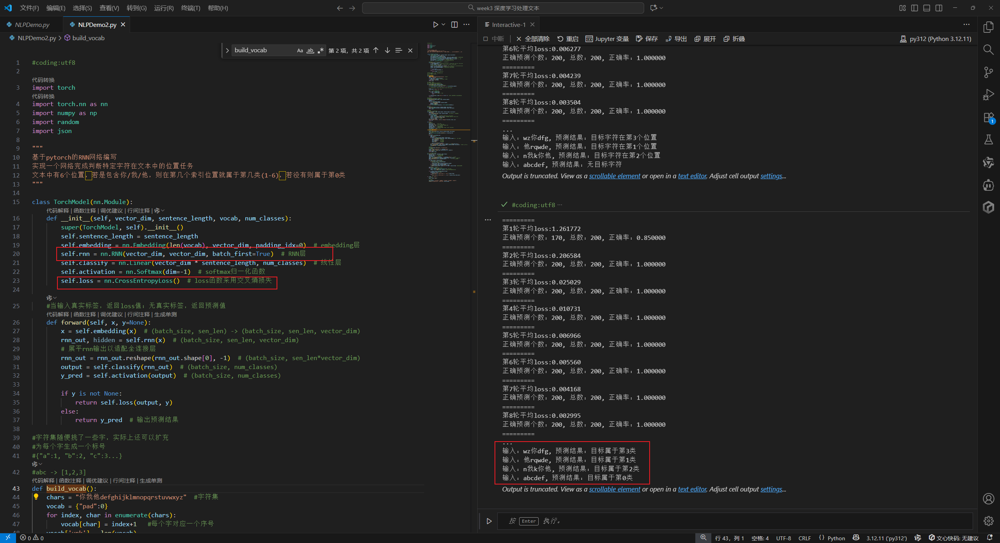 文件(F) 编辑(E) 选择(S) 查看(V) 转到(G) 运行(R) 终端(T) 帮助(H)
week3 深度学习处理文本
NLPDemo.py
NLPDemo2.py
NLPDemo2.py > build_vocab
build_vocab
Aa ab 第 2 项，共 2 项
1 #coding:utf8
2
代码转换
3 import torch
代码转换
4 import torch.nn as nn
5 import numpy as np
6 import random
7 import json
8
9 """
10 基于pytorch的RNN网络编写
11 实现一个网络完成判断特定字符在文本中的位置任务
12 文本中有6个位置，若是包含你/我/他，则在第几个索引位置就属于第几类(1-6)，若没有则属于第0类
13 """
14
15 class TorchModel(nn.Module):
代码解释 | 函数注释 | 调优建议 | 行间注释 |
16 def __init__(self, vector_dim, sentence_length, vocab, num_classes):
17 super(TorchModel, self).__init__()
18 self.sentence_length = sentence_length
19 self.embedding = nn.Embedding(len(vocab), vector_dim, padding_idx=0)  # embedding层
20 self.rnn = nn.RNN(vector_dim, vector_dim, batch_first=True)  # RNN层
21 self.classify = nn.Linear(vector_dim * sentence_length, num_classes)  # 线性层
22 self.activation = nn.Softmax(dim=-1)  # softmax归一化函数
23 self.loss = nn.CrossEntropyLoss()  # loss函数采用交叉熵损失
24
25 #当输入真实标签，返回loss值；无真实标签，返回预测值
代码解释 | 函数注释 | 调优建议 | 行间注释 | 生成单测
26 def forward(self, x, y=None):
27 x = self.embedding(x)  # (batch_size, sen_len) -> (batch_size, sen_len, vector_dim)
28 rnn_out, hidden = self.rnn(x)  # (batch_size, sen_len, vector_dim)
29 # 展平rnn输出以适配全连接层
30 rnn_out = rnn_out.reshape(rnn_out.shape[0], -1)  # (batch_size, sen_len*vector_dim)
31 output = self.classify(rnn_out)  # (batch_size, num_classes)
32 y_pred = self.activation(output)  # (batch_size, num_classes)
33
34 if y is not None:
35 return self.loss(output, y)
36 else:
37 return y_pred  # 输出预测结果
38
39 #字符集随便挑了一些字，实际上还可以扩充
40 #为每个字生成一个标号
41 #{"a":1, "b":2, "c":3...}
42 #abc -> [1,2,3]
代码解释 | 函数注释 | 调优建议 | 行间注释 | 生成单测
43 def build_vocab():
44 chars = "你我他defghijklmnopqrstuvwxyz"  #字符集
45 vocab = {"pad":0}
46 for index, char in enumerate(chars):
47 vocab[char] = index+1   #每个字对应一个序号
Interactive-1
中断 | 全部清除 重启 Jupyter 变量 保存 导出 展开 折叠
py312 (Python 3.12.11)
第6轮平均loss:0.006277
正确预测个数：200, 总数：200, 正确率：1.000000
=========
第7轮平均loss:0.004239
正确预测个数：200, 总数：200, 正确率：1.000000
=========
第8轮平均loss:0.003504
正确预测个数：200, 总数：200, 正确率：1.000000
=========
...
输入：wz你dfg, 预测结果：目标字符在第3个位置
输入：他rqwde, 预测结果：目标字符在第1个位置
输入：n我k你他, 预测结果：目标字符在第2个位置
输入：abcdef, 预测结果：无目标字符
Output is truncated. View as a scrollable element or open in a text editor. Adjust cell output settings...
#coding:utf8 ...
=========
第1轮平均loss:1.261772
正确预测个数：170, 总数：200, 正确率：0.850000
=========
第2轮平均loss:0.206584
正确预测个数：200, 总数：200, 正确率：1.000000
=========
第3轮平均loss:0.025029
正确预测个数：200, 总数：200, 正确率：1.000000
=========
第4轮平均loss:0.010731
正确预测个数：200, 总数：200, 正确率：1.000000
=========
第5轮平均loss:0.006966
正确预测个数：200, 总数：200, 正确率：1.000000
=========
第6轮平均loss:0.005560
正确预测个数：200, 总数：200, 正确率：1.000000
=========
第7轮平均loss:0.004168
正确预测个数：200, 总数：200, 正确率：1.000000
=========
第8轮平均loss:0.002995
正确预测个数：200, 总数：200, 正确率：1.000000
=========
...
输入：wz你dfg, 预测结果：目标属于第3类
输入：他rqwde, 预测结果：目标属于第1类
输入：n我k你他, 预测结果：目标属于第2类
输入：abcdef, 预测结果：目标属于第0类
Output is truncated. View as a scrollable element or open in a text editor. Adjust cell output settings...
按 Enter 执行。
1
0 0
行 43，列 1 空格: 4 UTF-8 CRLF {} Python 3.12.11 ('py312') 文心快码: 无建议